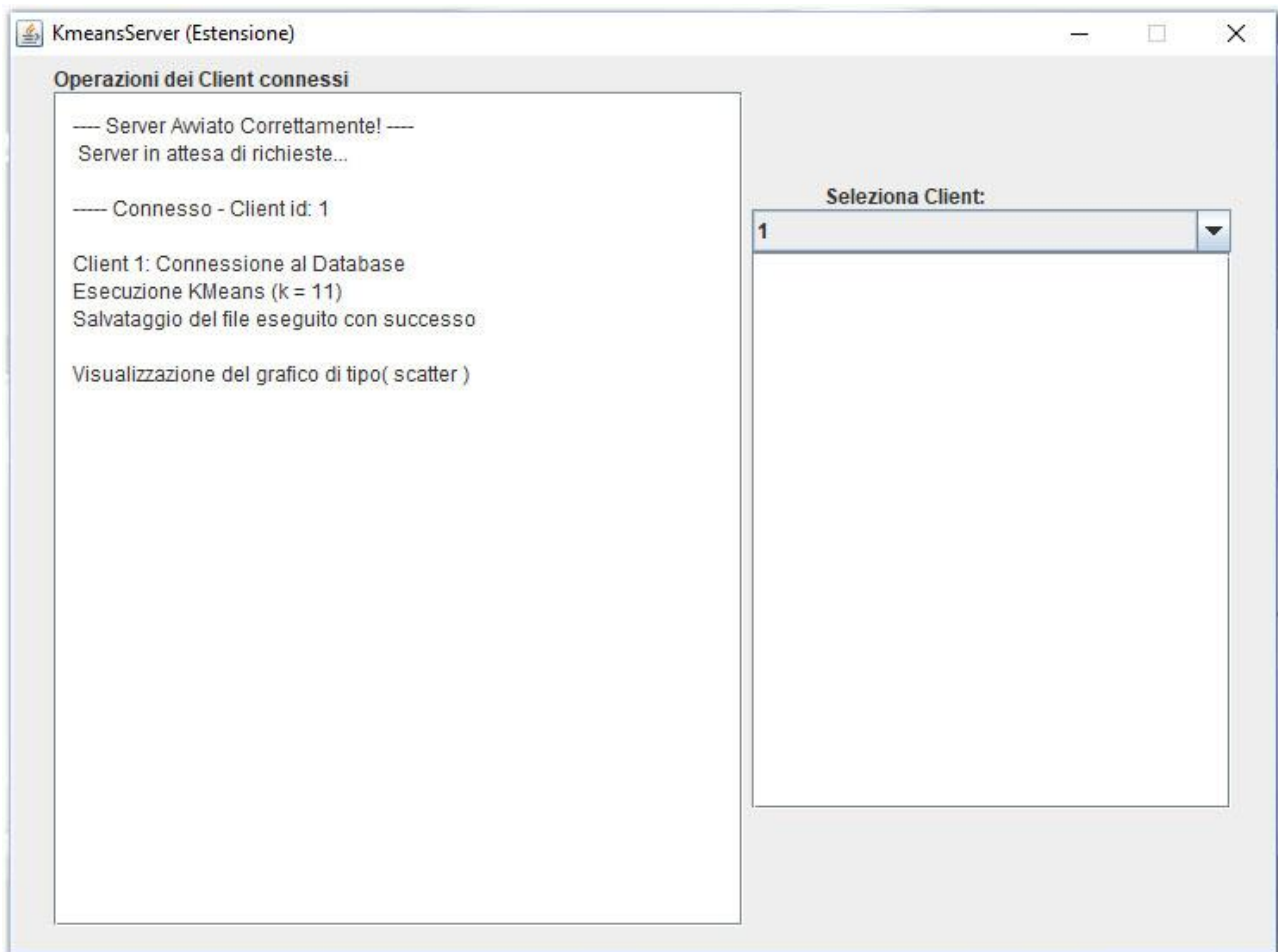 KmeansServer (Estensione)
Operazioni dei Client connessi
---- Server Avviato Correttamente! ----
Server in attesa di richieste...
----- Connesso - Client id: 1
Client 1: Connessione al Database
Esecuzione KMeans (k = 11)
Salvataggio del file eseguito con successo
Visualizzazione del grafico di tipo( scatter )
Seleziona Client:
1